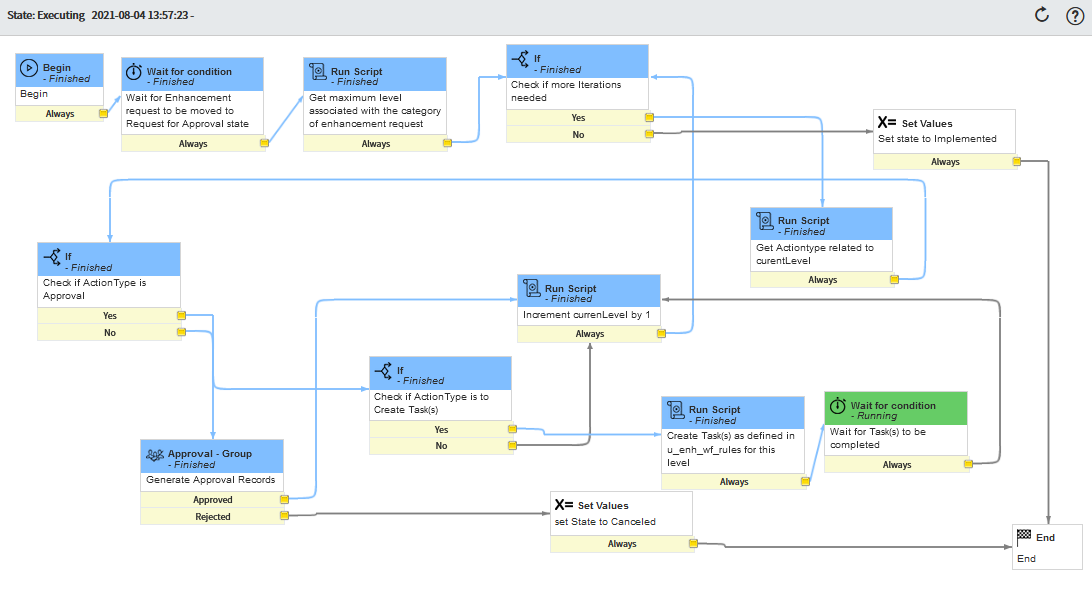 State: Executing 2021-08-04 13:57:23 -
Begin
- Finished
Begin
Always
Wait for condition
- Finished
Wait for Enhancement
request to be moved to
Request for Approval state
Always
Run Script
- Finished
Get maximum level
associated with the category
of enhancement request
Always
If
- Finished
Check if more Iterations
needed
Yes
No
X= Set Values
Set state to Implemented
Always
Run Script
- Finished
Get Actiontype related to
curentLevel
Always
If
- Finished
Check if ActionType is
Approval
Yes
No
Run Script
- Finished
Increment currenLevel by 1
Always
If
- Finished
Check if ActionType is to
Create Task(s)
Yes
No
Run Script
- Finished
Create Task(s) as defined in
u_enh_wf_rules for this
level
Always
Wait for condition
- Running
Wait for Task(s) to be
completed
Always
Approval - Group
- Finished
Generate Approval Records
Approved
Rejected
X= Set Values
set State to Canceled
Always
End
End